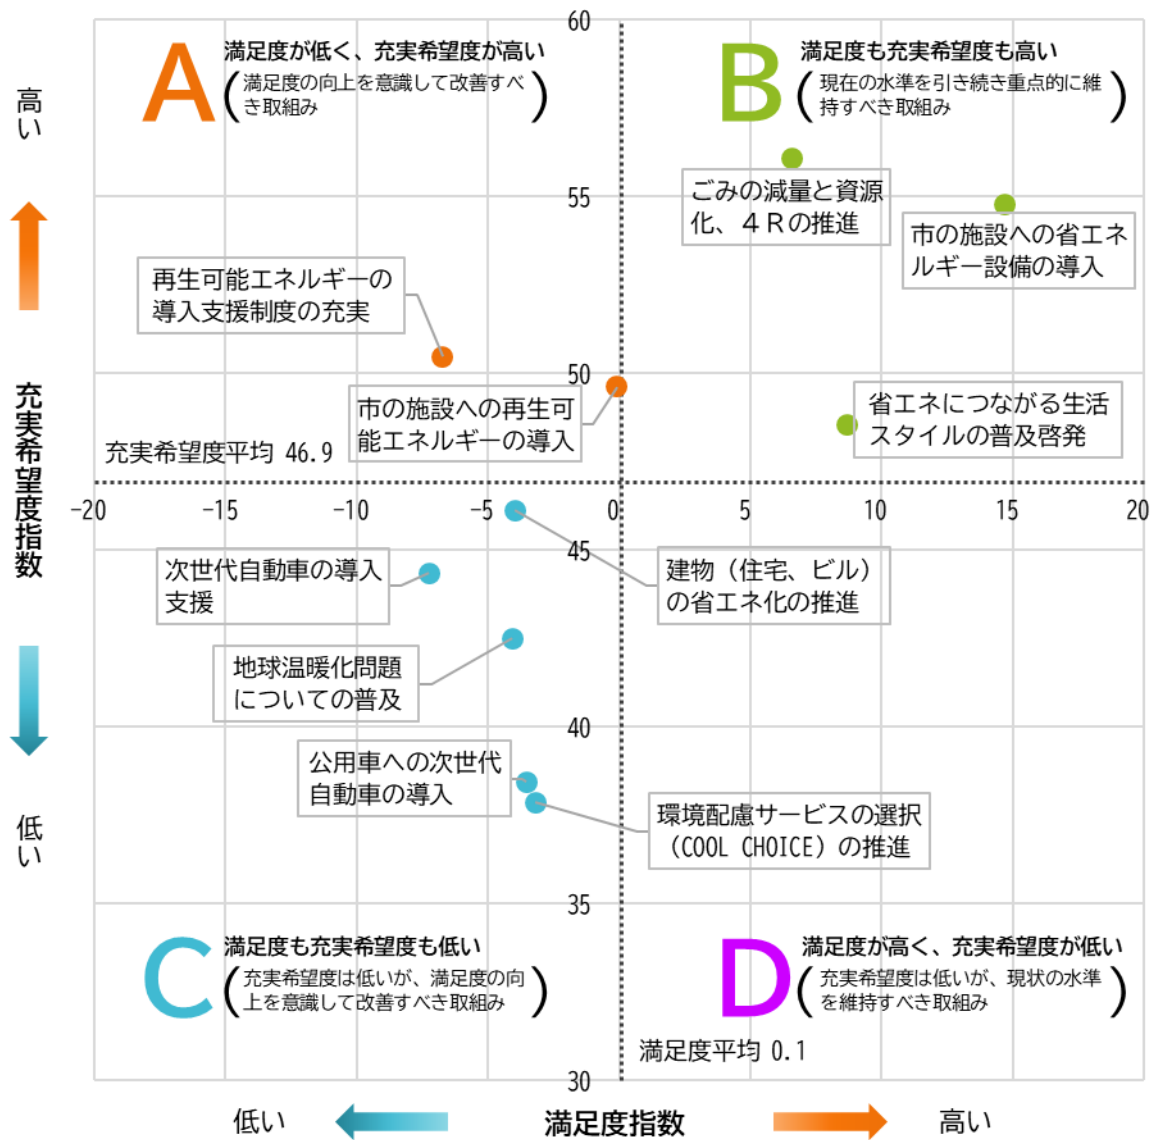 60
A
満足度が低く、充実希望度が高い
(満足度の向上を意識して改善すべ
き取組み)
B
満足度も充実希望度も高い
(現在の水準を引き続き重点的に維
持すべき取組み)
高い
55
ごみの減量と資源
化、４Ｒの推進
市の施設への省エネ
ルギー設備の導入
再生可能エネルギーの
導入支援制度の充実
50
市の施設への再生可
能エネルギーの導入
省エネにつながる生活
スタイルの普及啓発
充実希望度平均 46.9
充実希望度指数
-20 -15 -10 -5 0 5 10 15 20
45
次世代自動車の導入
支援
建物（住宅、ビル）
の省エネ化の推進
地球温暖化問題
についての普及
40
公用車への次世代
自動車の導入
環境配慮サービスの選択
（COOL CHOICE）の推進
低い
35
C
満足度も充実希望度も低い
(充実希望度は低いが、満足度の向
上を意識して改善すべき取組み)
D
満足度が高く、充実希望度が低い
(充実希望度は低いが、現状の水準
を維持すべき取組み)
満足度平均 0.1
30
低い 満足度指数 高い